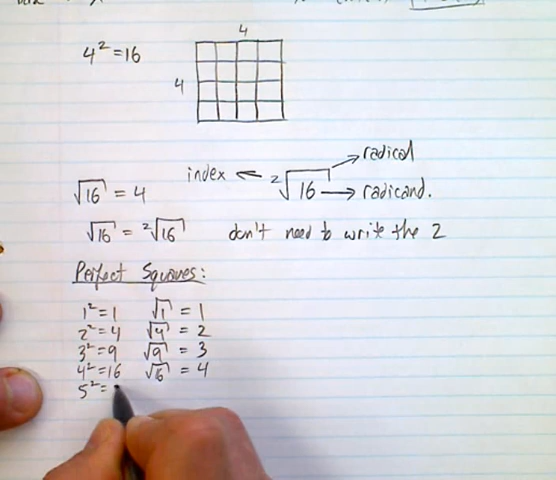 4
4² = 16
4
index ← ²√16 → radical
→ radicand.
√16 = 4
√16 = ²√16 don't need to write the 2
Perfect Squares:
1² = 1 √1 = 1
2² = 4 √4 = 2
3² = 9 √9 = 3
4² = 16 √16 = 4
5² =